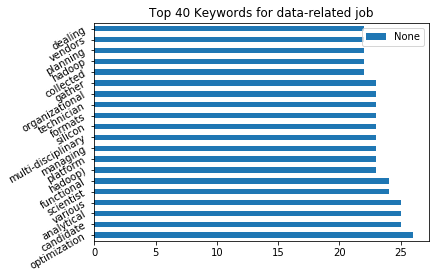 Top 40 Keywords for data-related job
None
dealing
vendors
planning
hadoop
collected
gather
organizational
technician
formats
silicon
multi-disciplinary
managing
platform
hadoop)
functional
scientist
various
analytical
candidate
optimization
0 5 10 15 20 25